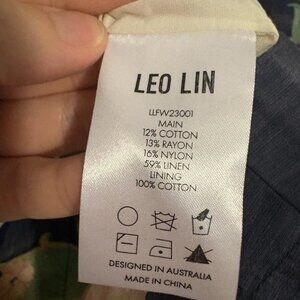 LEO LIN
LLFW23001
MAIN
12% COTTON
13% RAYON
16% NYLON
59% LINEN
LINING
100% COTTON
DESIGNED IN AUSTRALIA
MADE IN CHINA